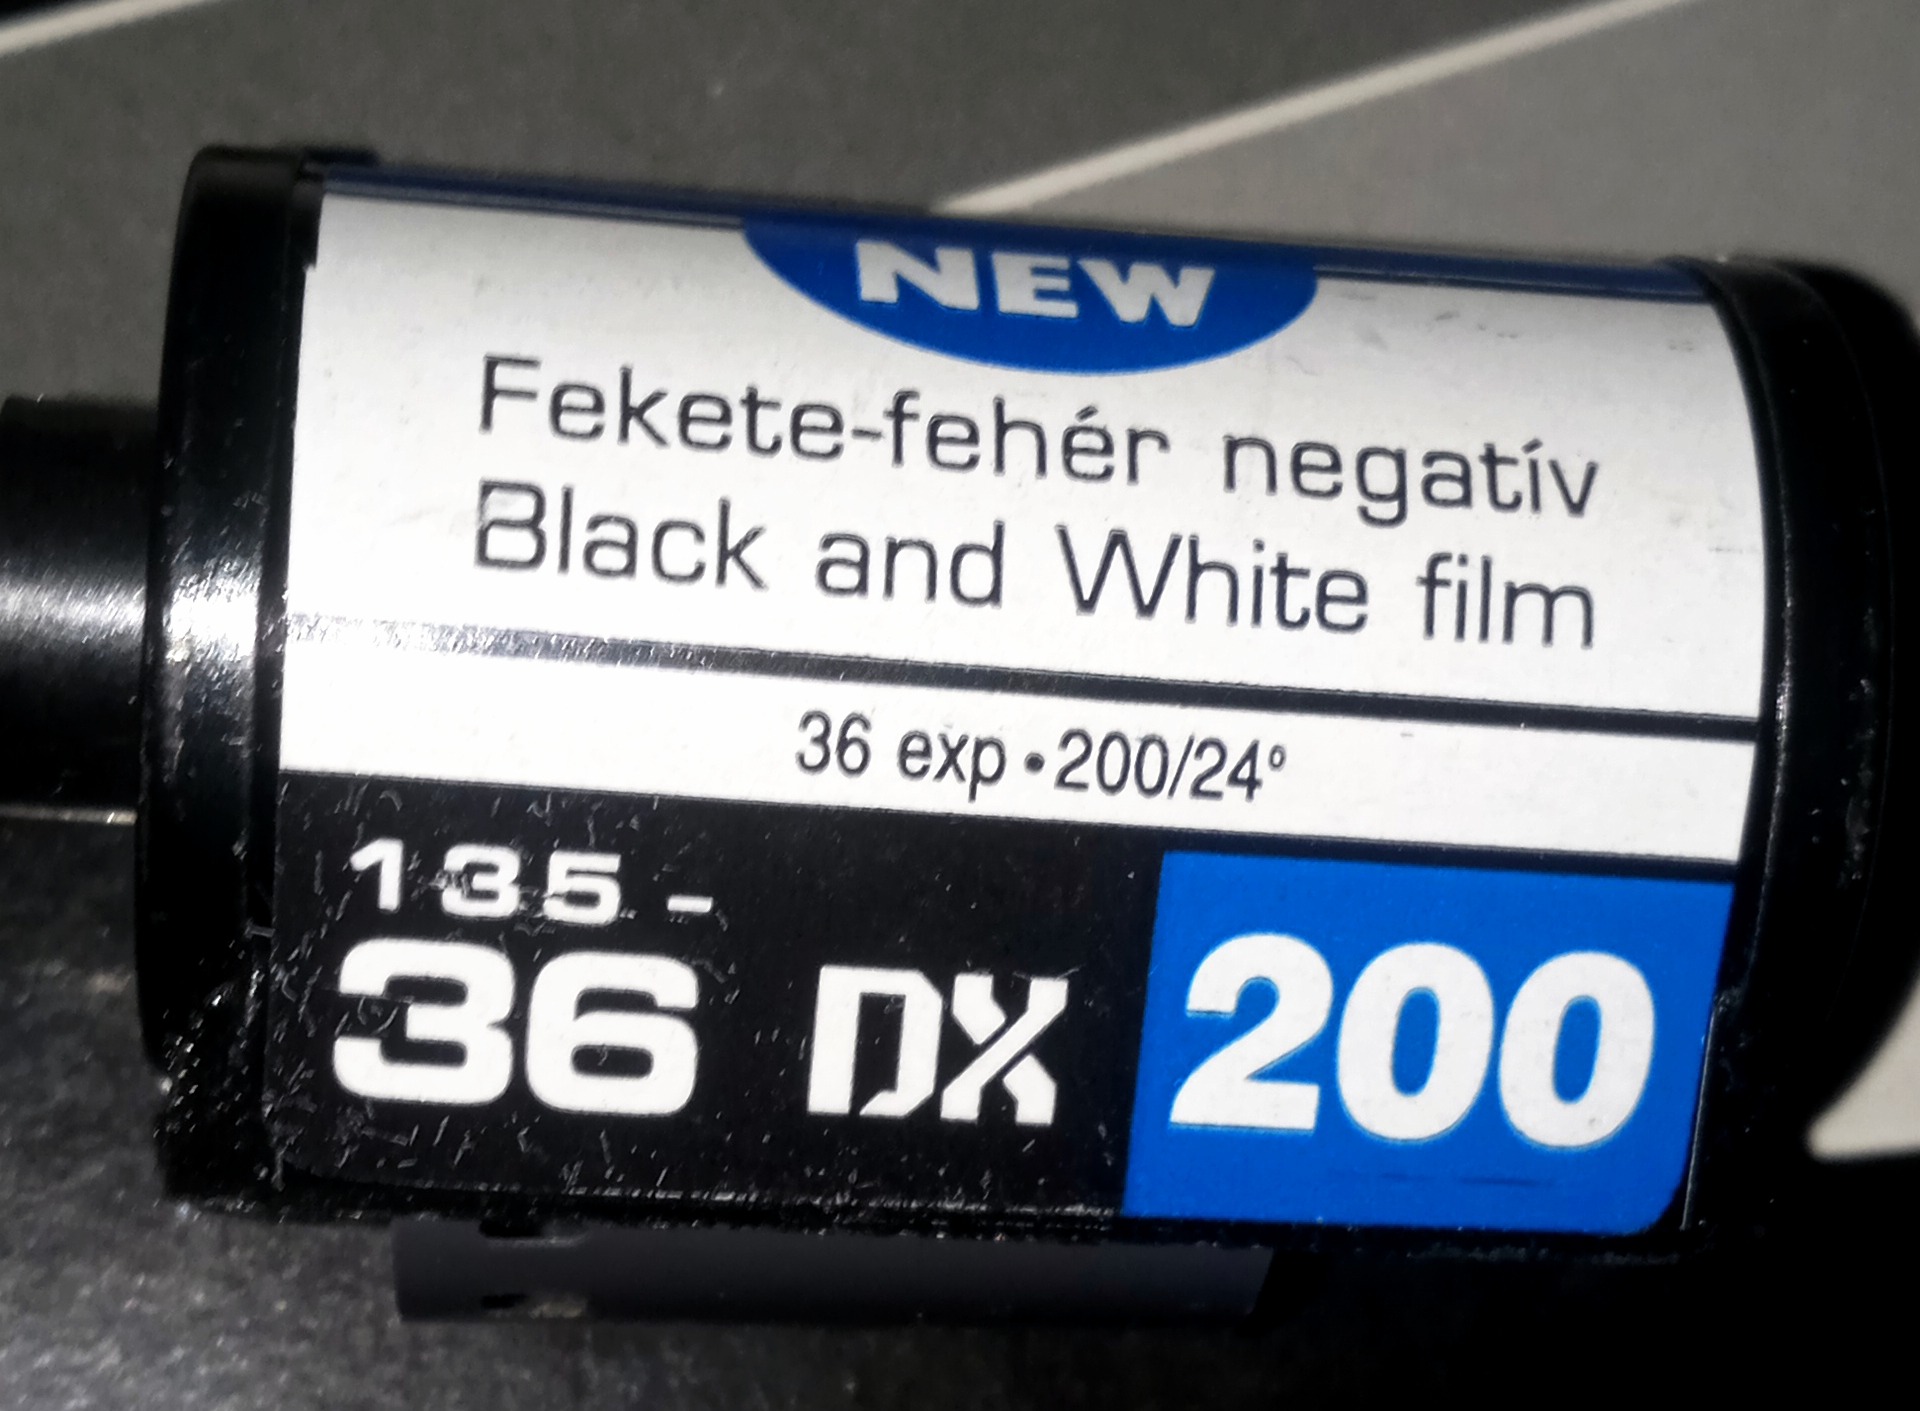 NEW
Fekete-fehér negatív
Black and White film
36 exp • 200/24°
135 -
36 DX 200